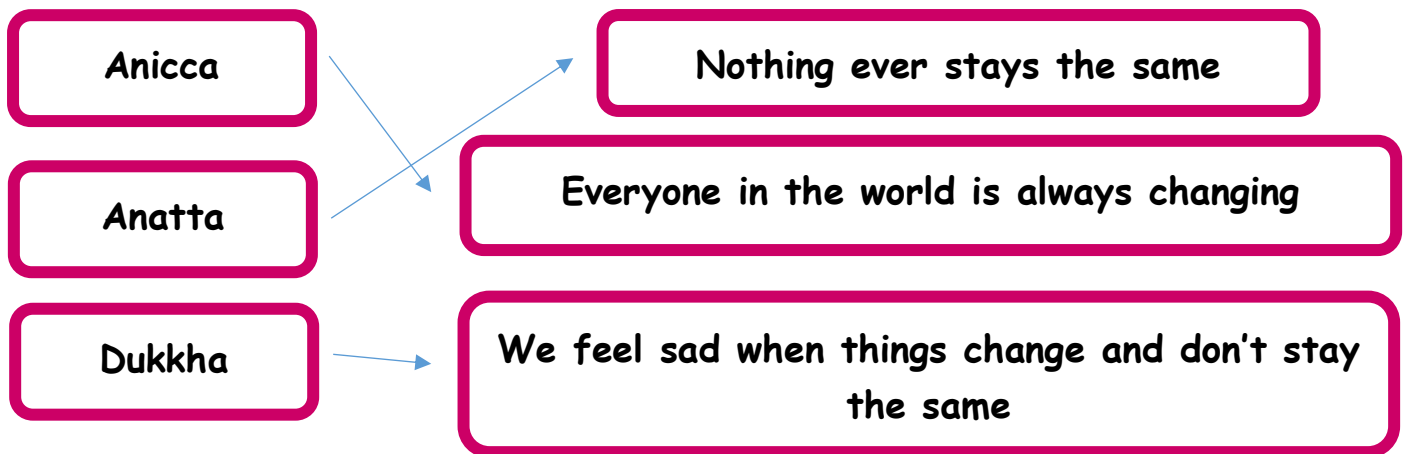 Anicca
Nothing ever stays the same
Anatta
Everyone in the world is always changing
Dukkha
We feel sad when things change and don't stay
the same